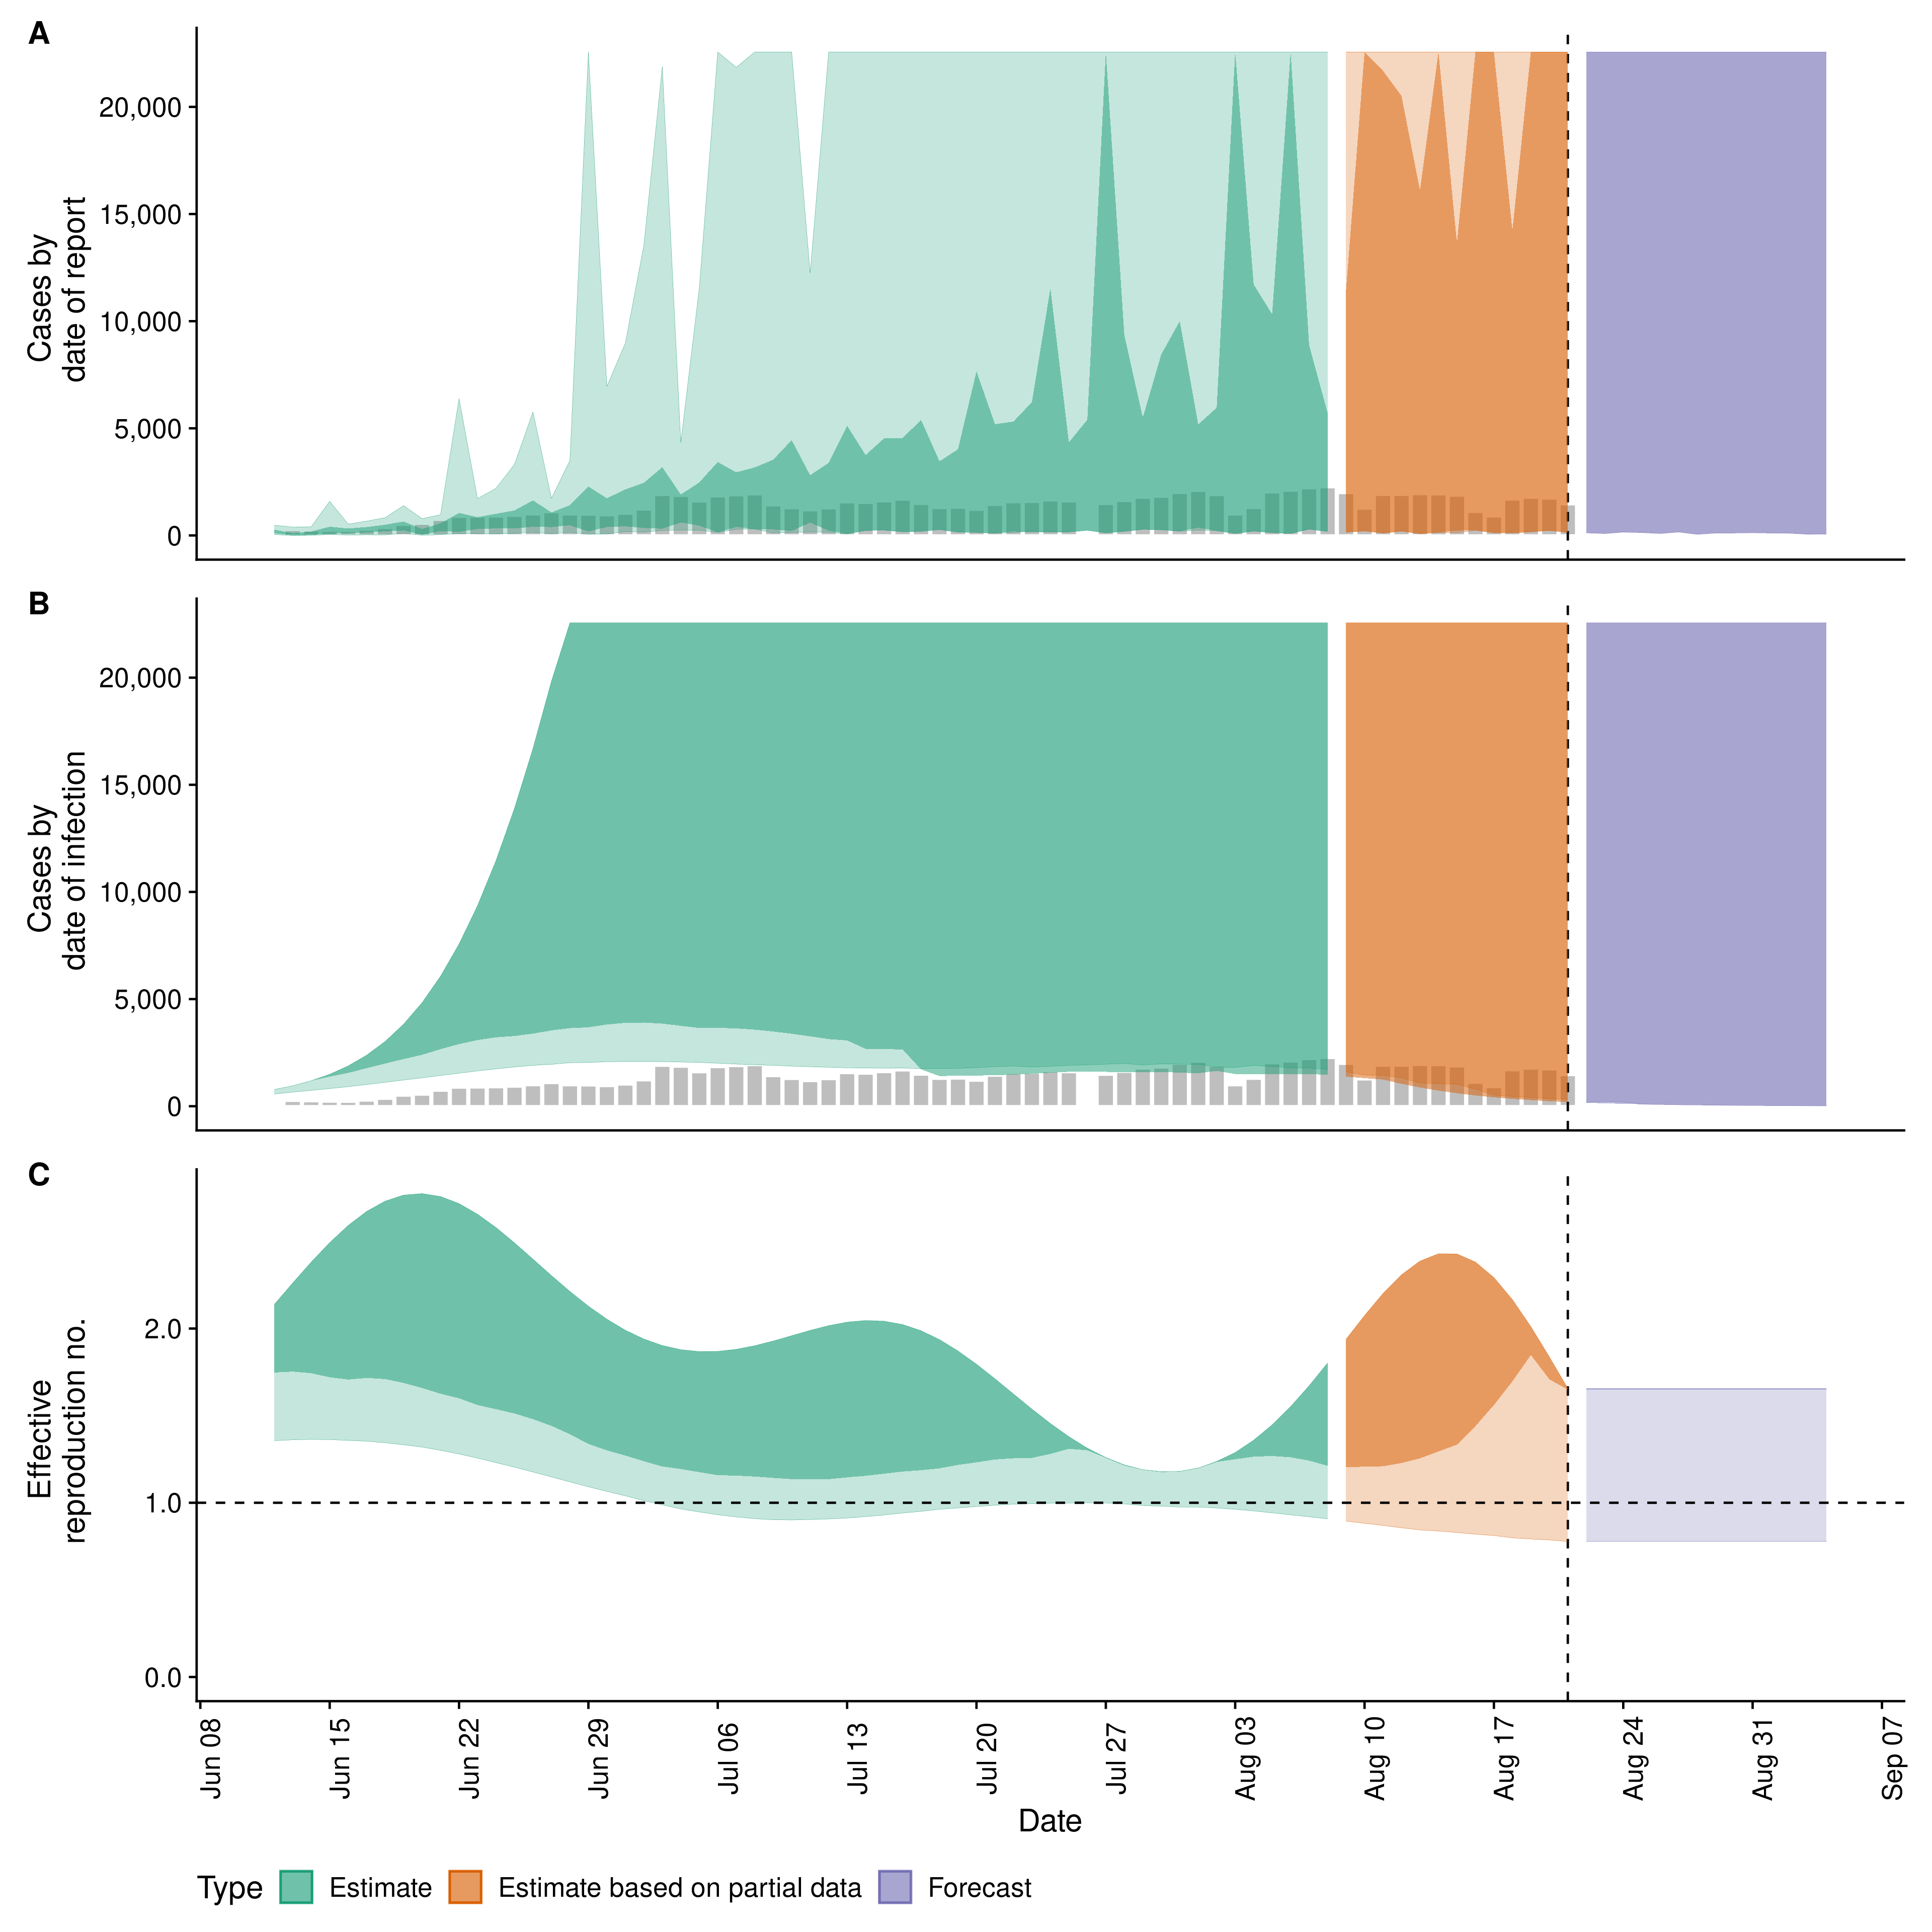 A
Cases by
date of report
20,000
15,000
10,000
5,000
0
B
Cases by
date of infection
20,000
15,000
10,000
5,000
0
C
Effective
reproduction no.
2.0
1.0
0.0
Jun 08
Jun 15
Jun 22
Jun 29
Jul 06
Jul 13
Jul 20
Jul 27
Aug 03
Aug 10
Aug 17
Aug 24
Aug 31
Sep 07
Date
Type Estimate Estimate based on partial data Forecast